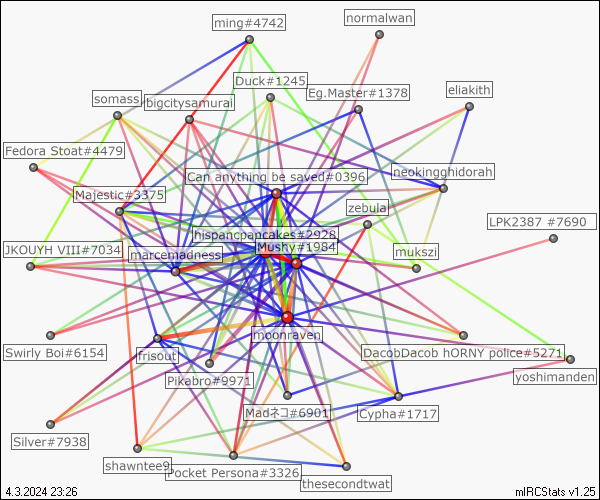 ming#4742
normalwan
Duck#1245
Eg.Master#1378
eliakith
somass
bigcitysamurai
Fedora Stoat#4479
Can anything be saved#0396
neokingghidorah
Majestic#3375
zebula
LPK2387 #7690
hispancpancakes#2928
JKOUYH VIII#7034
marcemadness
Mushy#1984
mukszi
moonraven
Swirly Boi#6154
frisout
DacobDacob hORNY police#5271
yoshimanden
Pikabro#9971
Madネコ#6901
Cypha#1717
Silver#7938
shawntee9
Pocket Persona#3326
thesecondtwat
4.3.2024 23:26
mIRCStats v1.25